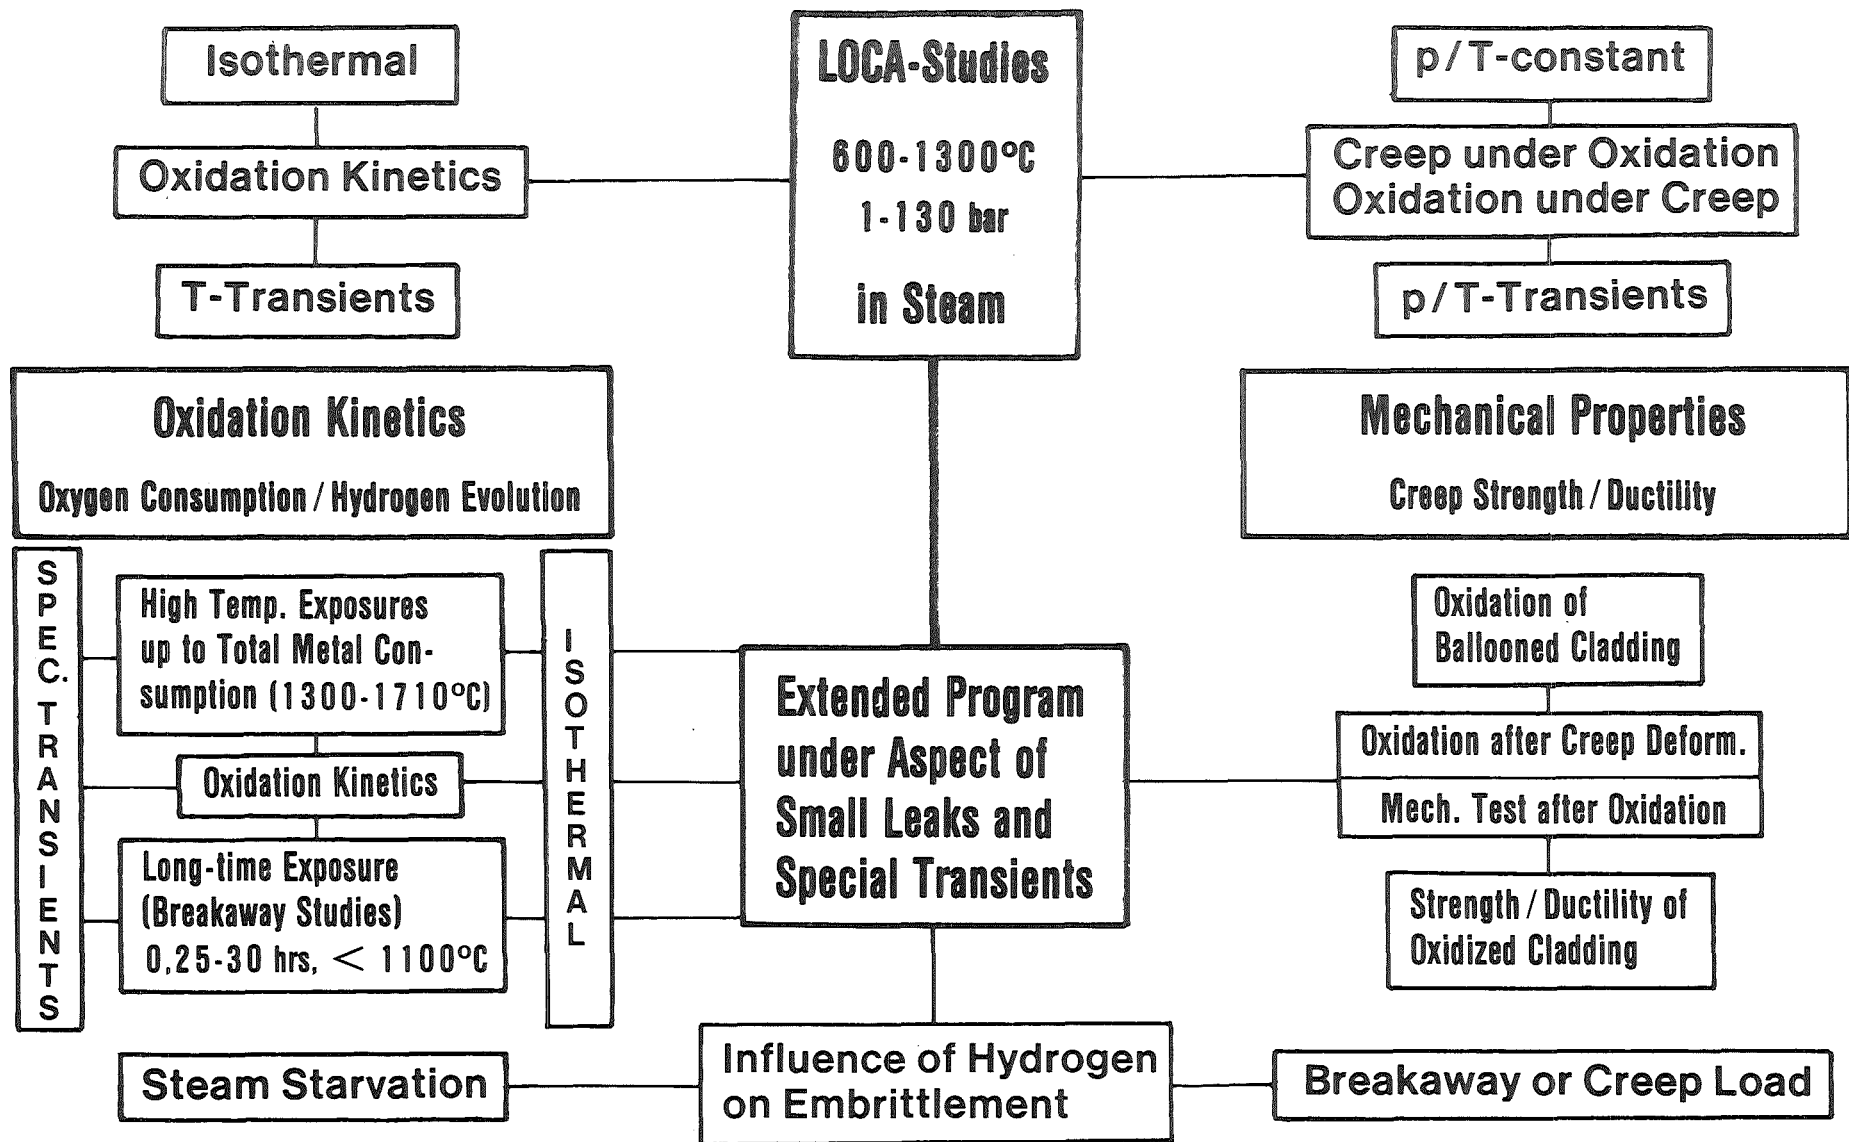 Isothermal
Oxidation Kinetics
T-Transients
LOCA-Studies
600-1300°C
1-130 bar
in Steam
p/T-constant
Creep under Oxidation
Oxidation under Creep
p/T-Transients
Oxidation Kinetics
Oxygen Consumption / Hydrogen Evolution
Mechanical Properties
Creep Strength / Ductility
SPEC. TRANSIENTS
High Temp. Exposures
up to Total Metal Con-
sumption (1300-1710°C)
Oxidation Kinetics
Long-time Exposure
(Breakaway Studies)
0,25-30 hrs, < 1100°C
ISOTHERMAL
Extended Program
under Aspect of
Small Leaks and
Special Transients
Oxidation of
Ballooned Cladding
Oxidation after Creep Deform.
Mech. Test after Oxidation
Strength / Ductility of
Oxidized Cladding
Steam Starvation
Influence of Hydrogen
on Embrittlement
Breakaway or Creep Load